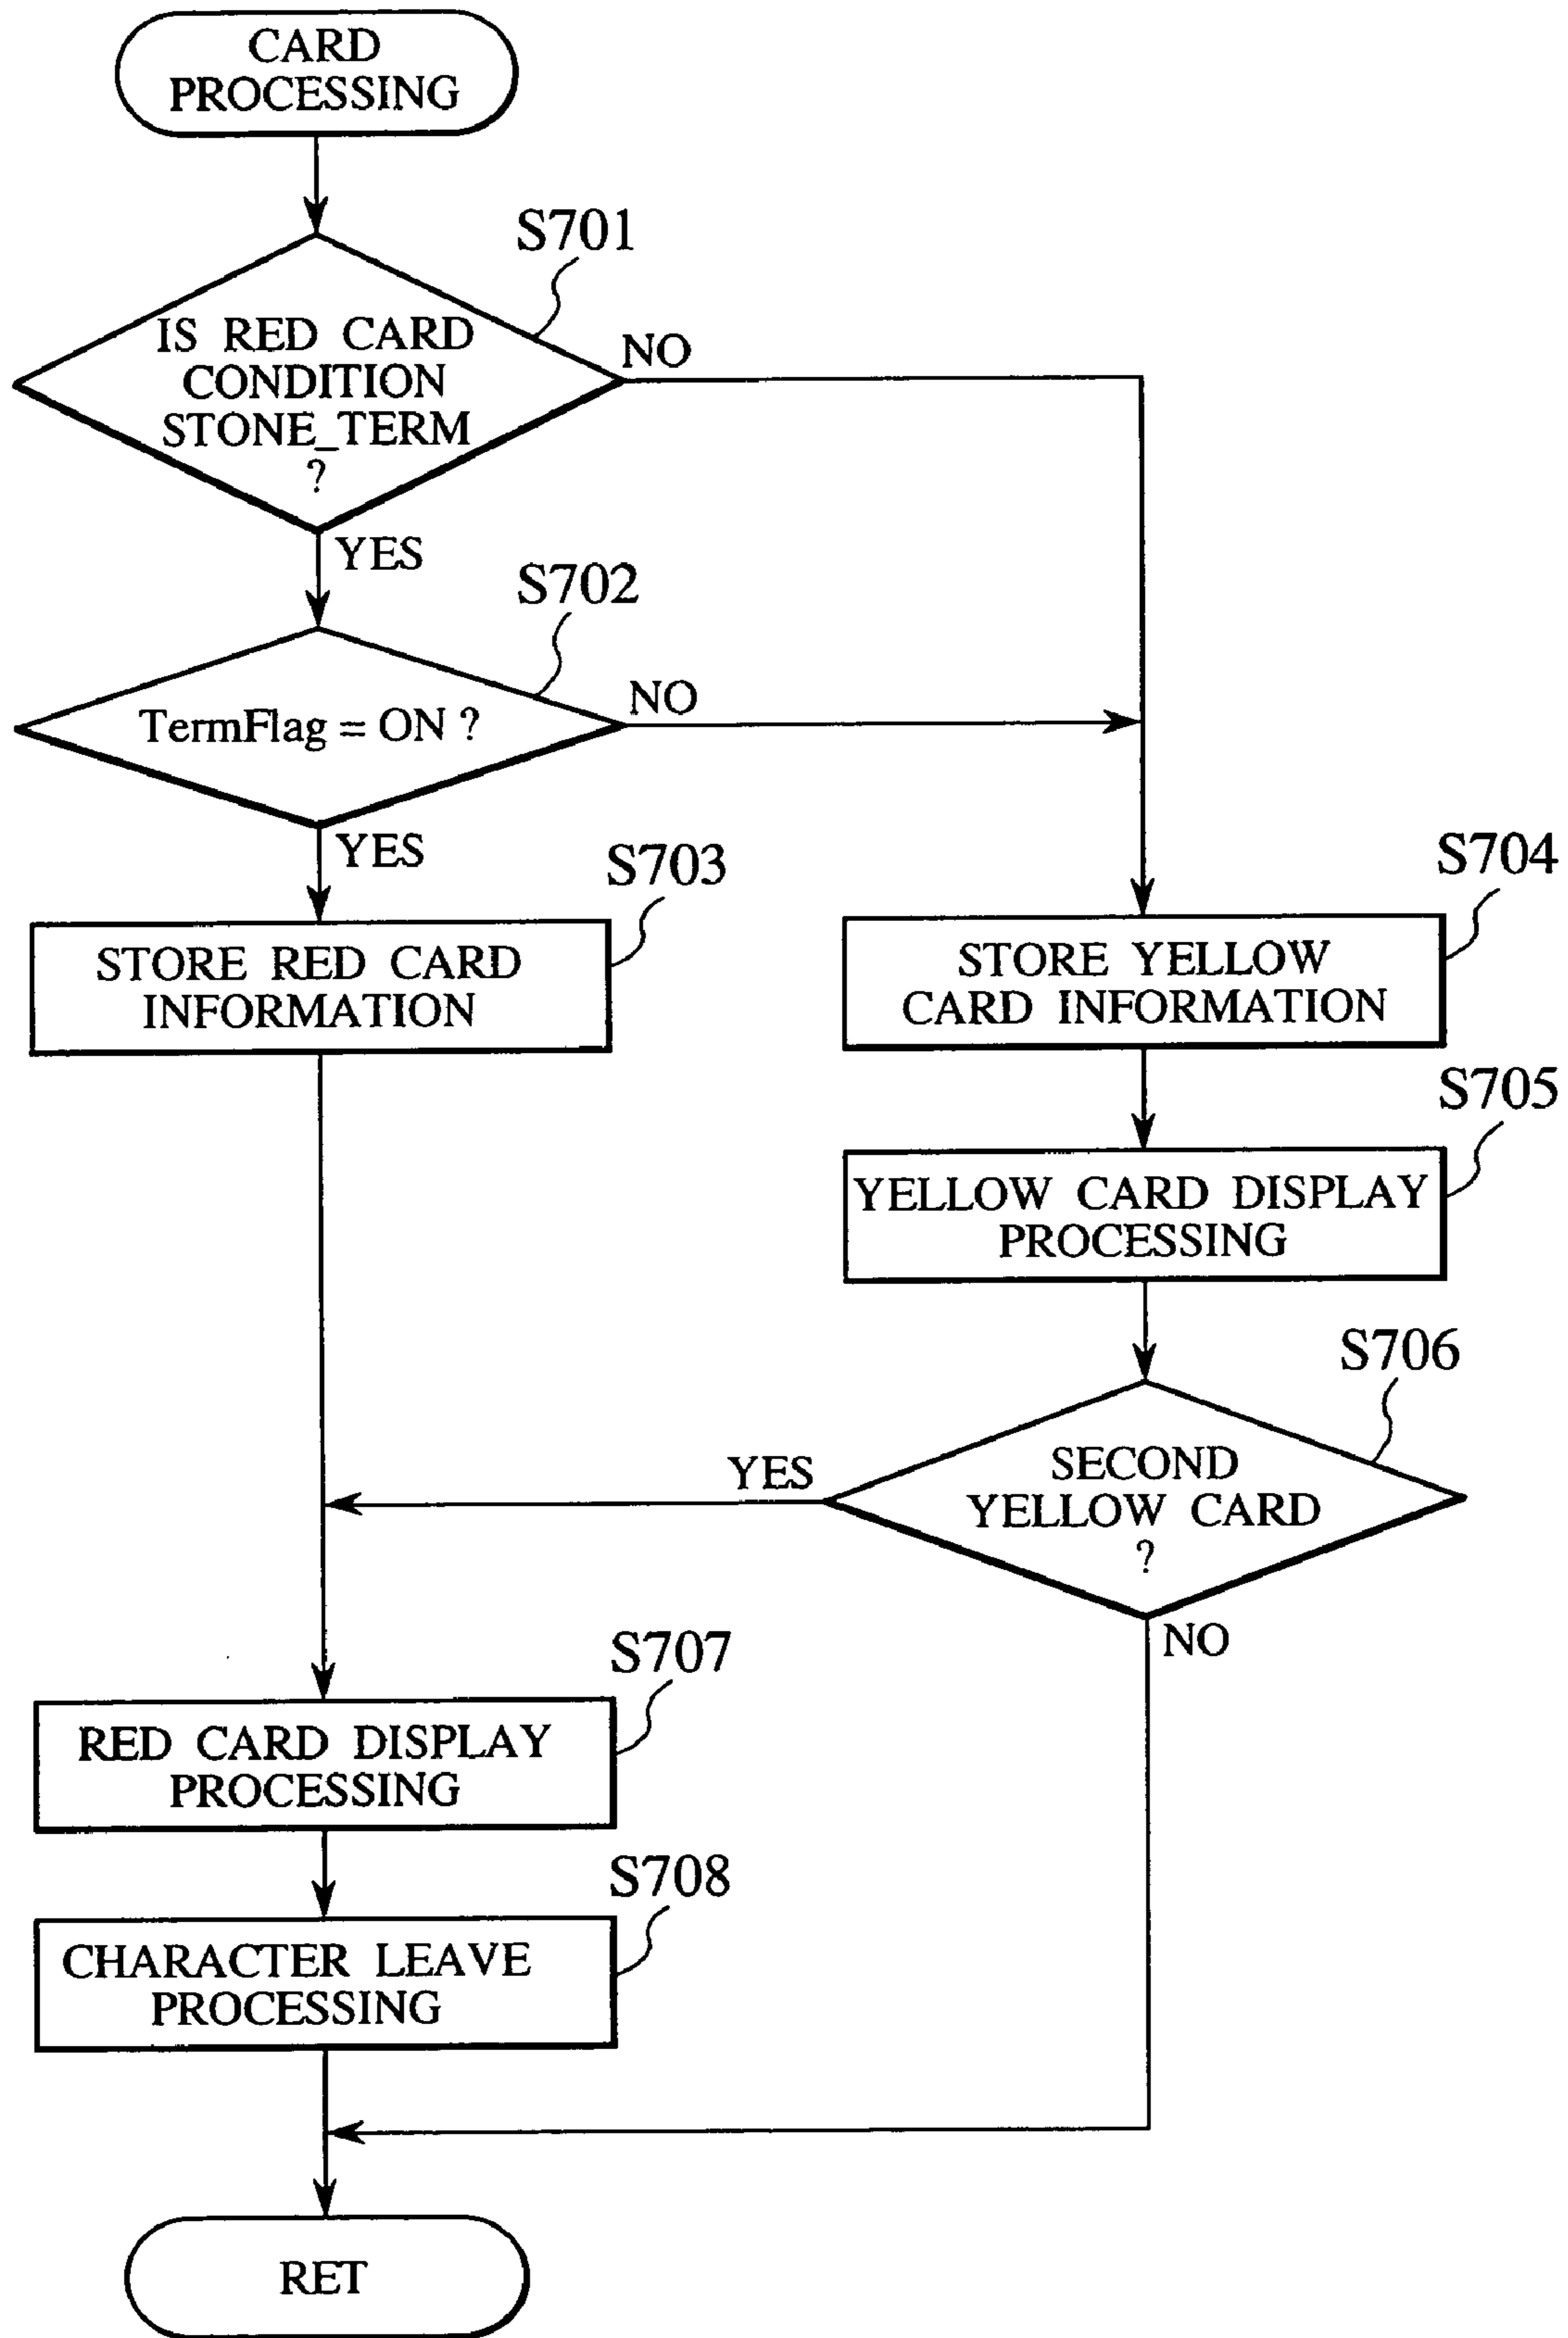 CARD
PROCESSING
S701
IS RED CARD
CONDITION
STONE_TERM
?
NO
YES
S702
TermFlag = ON ?
NO
YES
S703
STORE RED CARD
INFORMATION
S704
STORE YELLOW
CARD INFORMATION
S705
YELLOW CARD DISPLAY
PROCESSING
S706
SECOND
YELLOW CARD
?
YES
NO
S707
RED CARD DISPLAY
PROCESSING
S708
CHARACTER LEAVE
PROCESSING
RET